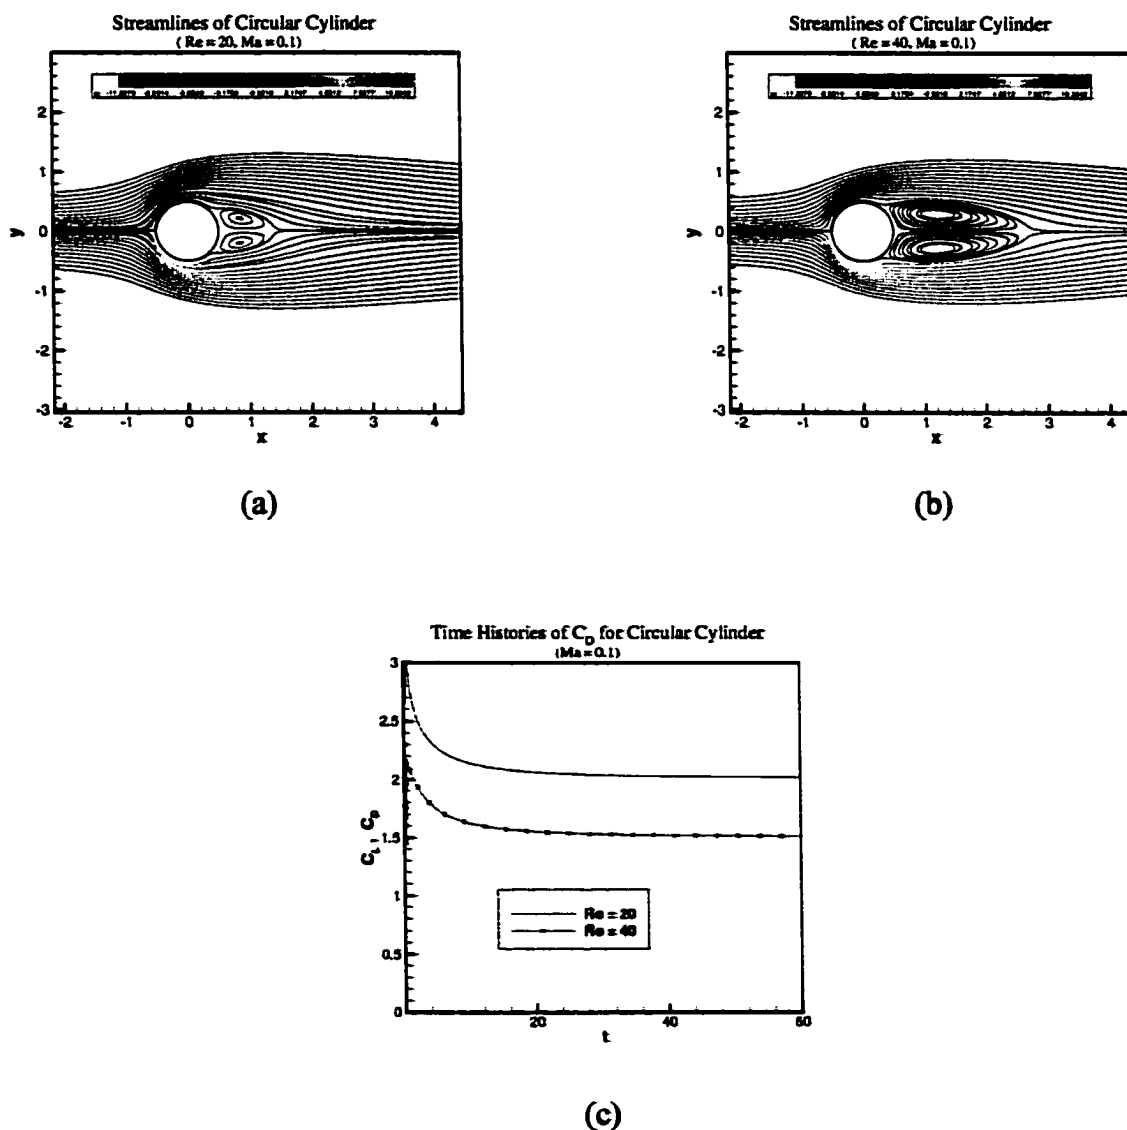 Streamlines of Circular Cylinder
( Re = 20, Ma = 0.1)
2
1
0
-1
-2
-3
y
-2 -1 0 1 2 3 4
x
(a)
Streamlines of Circular Cylinder
( Re = 40, Ma = 0.1)
2
1
0
-1
-2
-3
y
-2 -1 0 1 2 3 4
x
(b)
Time Histories of C_D for Circular Cylinder
(Ma = 0.1)
3
2.5
2
1.5
1
0.5
0
C_L , C_D
Re = 20
Re = 40
20 40 60
t
(c)